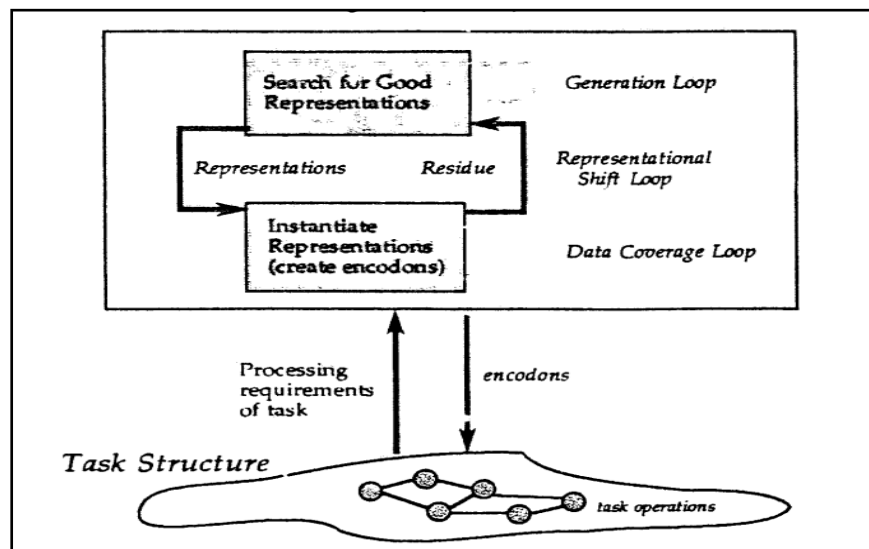 Search for Good
Representations
Generation Loop
Representations
Residue
Representational
Shift Loop
Instantiate
Representations
(create encodons)
Data Coverage Loop
Processing
requirements
of task
encodons
Task Structure
task operations